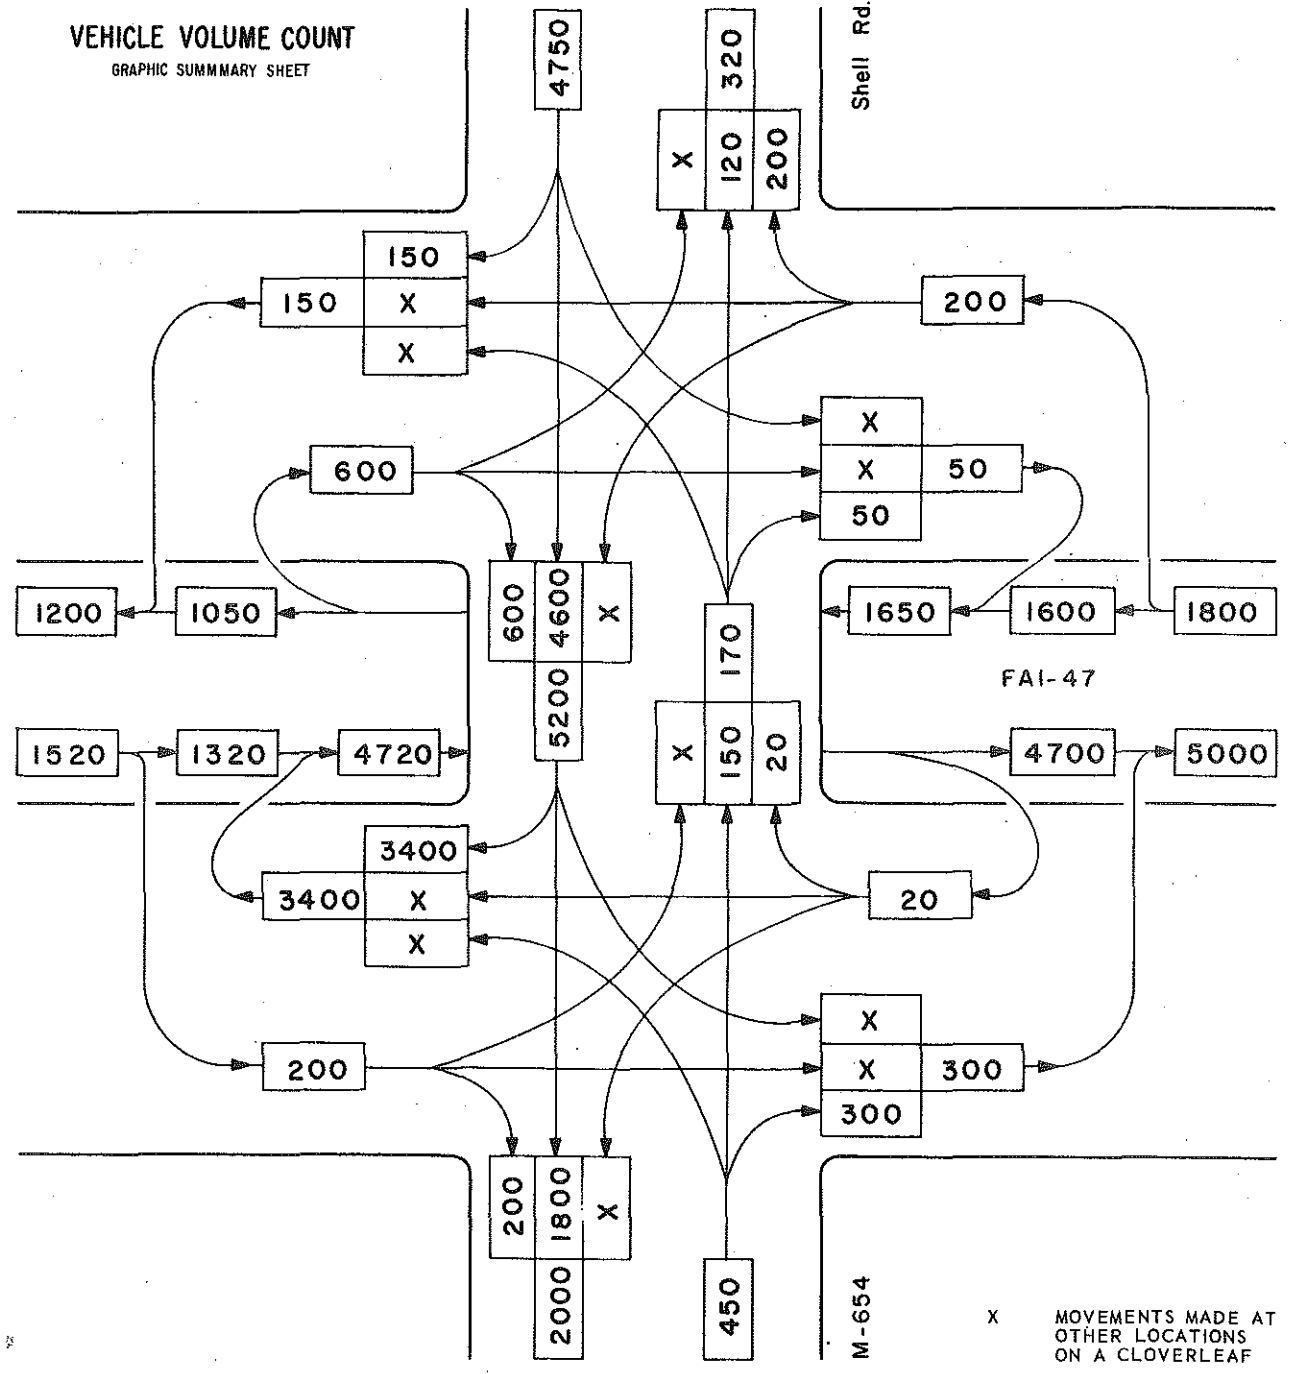 VEHICLE VOLUME COUNT
GRAPHIC SUMMMARY SHEET
4750
320
Shell Rd.
X
120
200
150
150
X
200
X
X
600
X
50
50
600
4600
X
1200
1050
1650
1600
1800
5200
170
FAI-47
X
150
20
1520
1320
4720
4700
5000
3400
3400
X
20
X
X
200
X
300
300
200
1800
X
2000
450
M-654
X MOVEMENTS MADE AT
OTHER LOCATIONS
ON A CLOVERLEAF